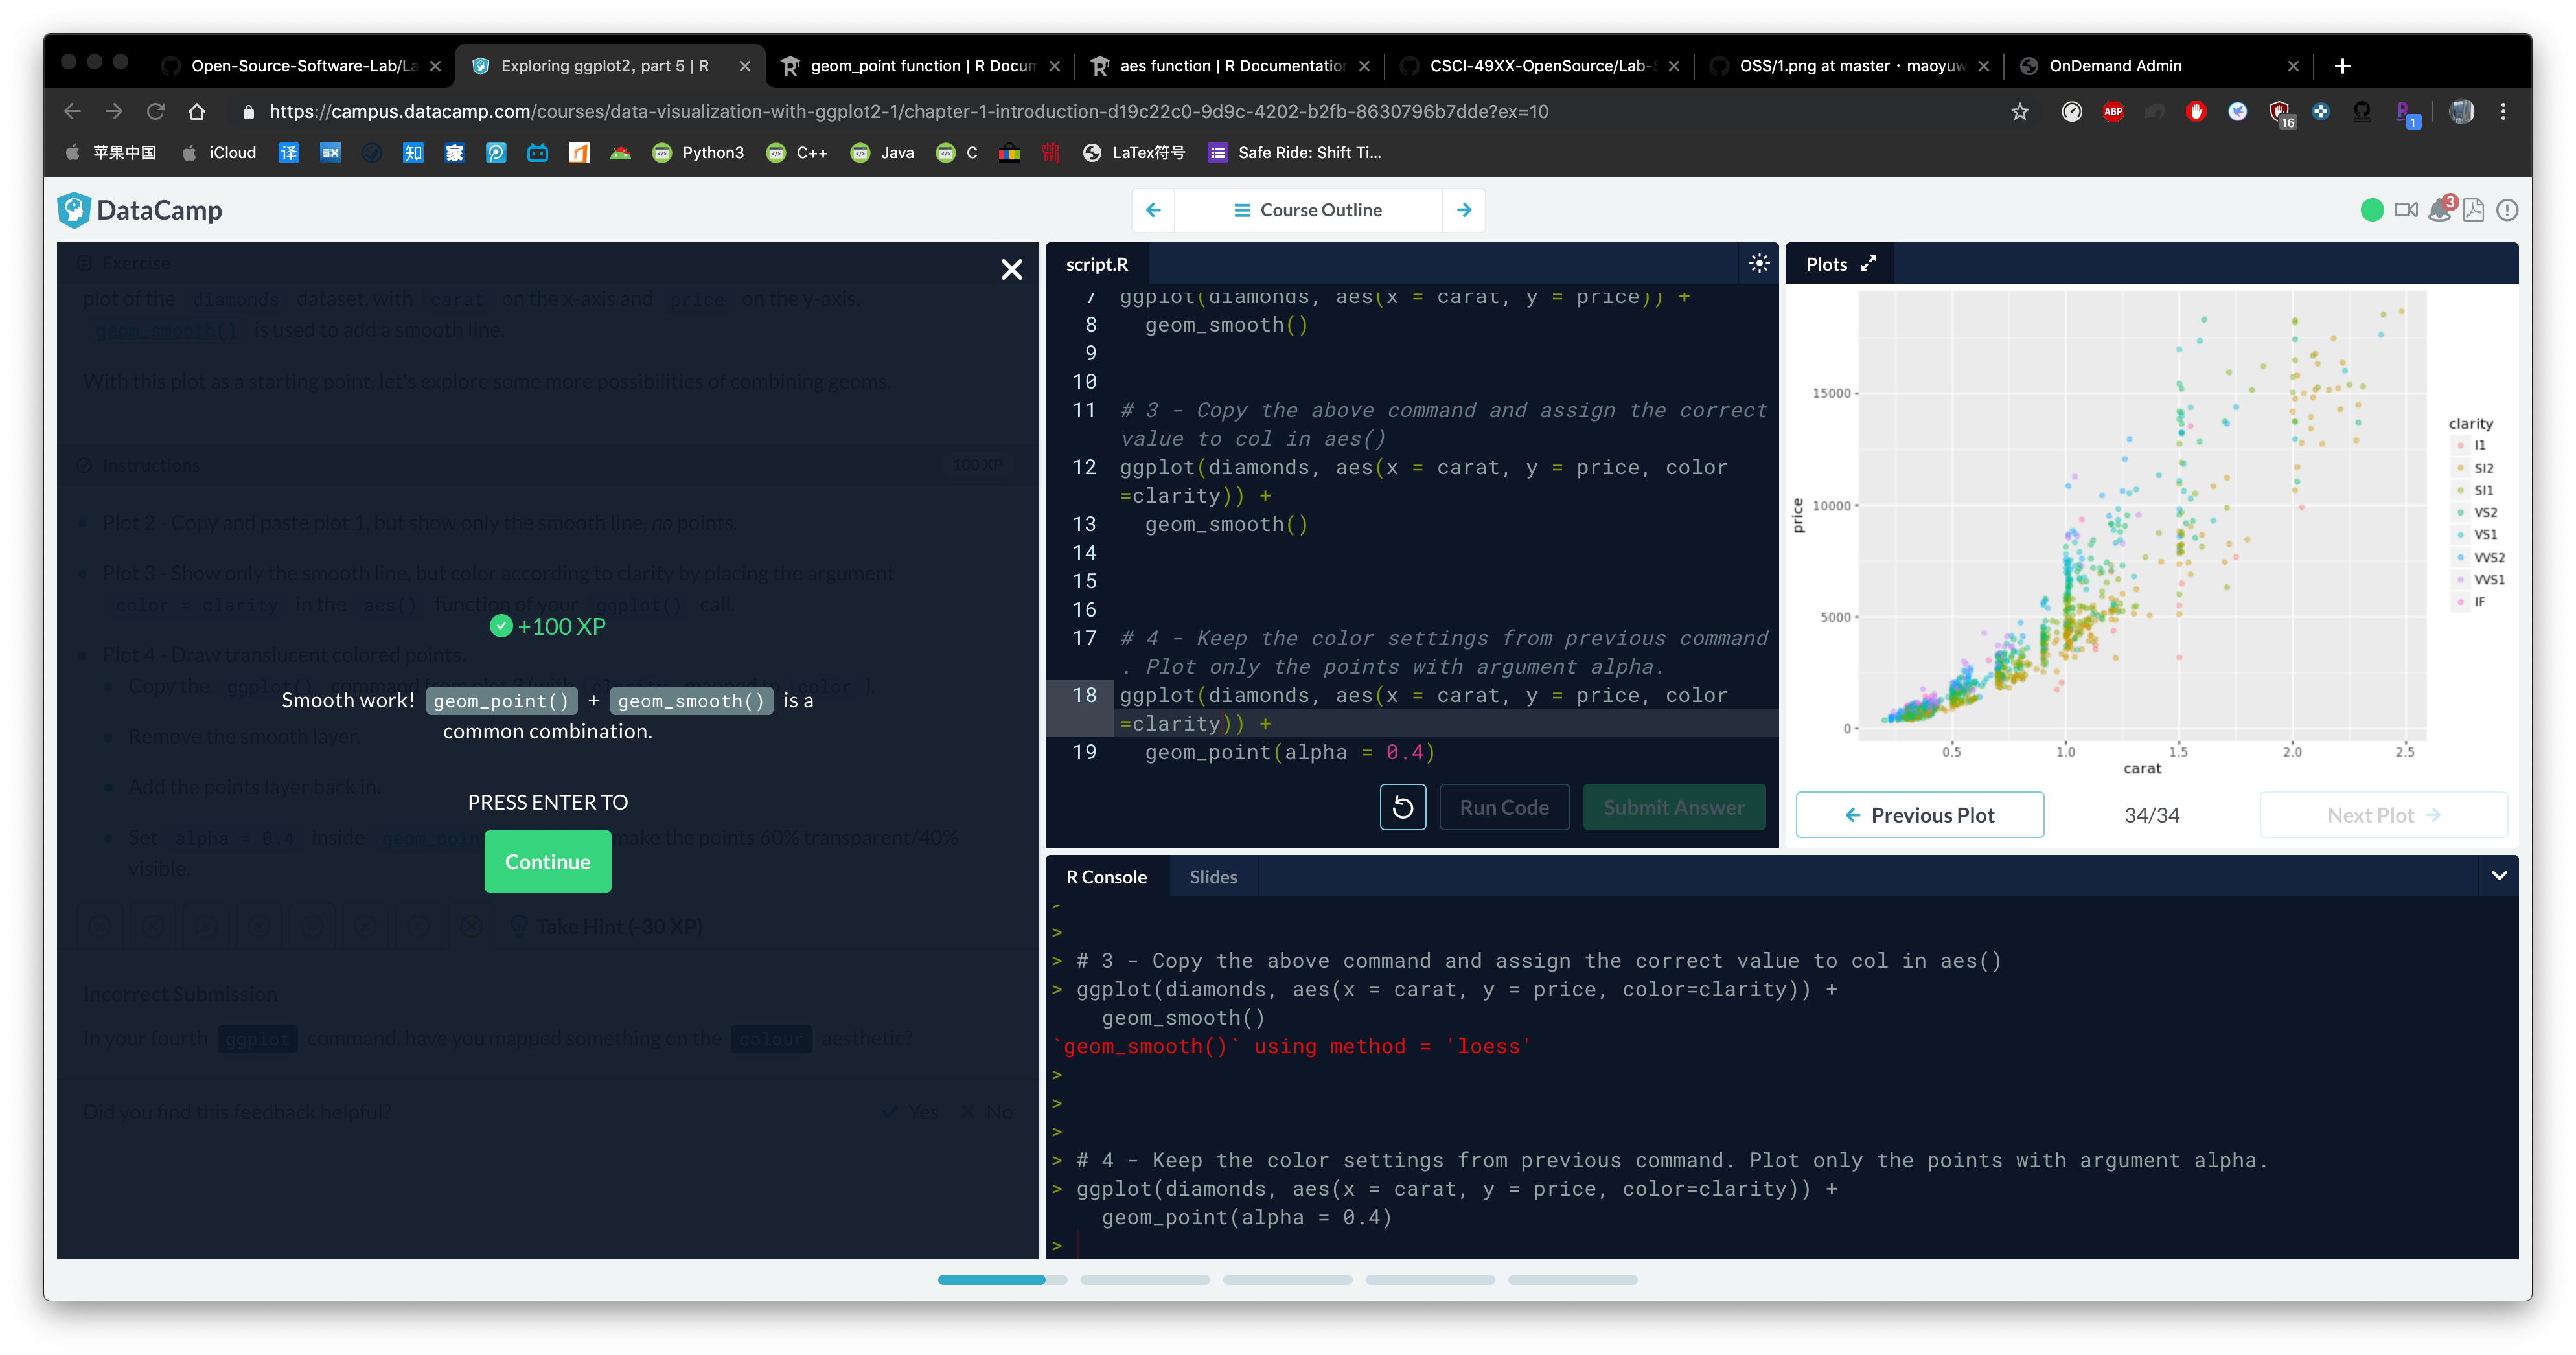 Open-Source-Software-Lab/La
Exploring ggplot2, part 5 | R
geom_point function | R Docum
aes function | R Documentation
CSCI-49XX-OpenSource/Lab-
OSS/1.png at master · maoyuw
OnDemand Admin
https://campus.datacamp.com/courses/data-visualization-with-ggplot2-1/chapter-1-introduction-d19c22c0-9d9c-4202-b2fb-8630796b7dde?ex=10
ABP
16
1
苹果中国
iCloud
译
知
家
Python3
C++
Java
C
LaTex符号
Safe Ride: Shift Ti...
DataCamp
Course Outline
3
Exercise
plot of the diamonds dataset, with carat on the x-axis and price on the y-axis.
geom_smooth() is used to add a smooth line.
With this plot as a starting point, let's explore some more possibilities of combining geoms.
Instructions
100 XP
Plot 2 - Copy and paste plot 1, but show only the smooth line, no points.
Plot 3 - Show only the smooth line, but color according to clarity by placing the argument
color = clarity in the aes() function of your ggplot() call.
+100 XP
Plot 4 - Draw translucent colored points.
Copy the ggplot() command from plot 3 (with clarity mapped to color ).
Smooth work! geom_point() + geom_smooth() is a
common combination.
Remove the smooth layer.
Add the points layer back in.
PRESS ENTER TO
Set alpha = 0.4 inside geom_poin make the points 60% transparent/40%
visible.
Continue
Take Hint (-30 XP)
Incorrect Submission
In your fourth ggplot command, have you mapped something on the colour aesthetic?
Did you find this feedback helpful?
Yes
No
script.R
7 ggplot(diamonds, aes(x = carat, y = price)) +
8 geom_smooth()
9
10
11 # 3 - Copy the above command and assign the correct
value to col in aes()
12 ggplot(diamonds, aes(x = carat, y = price, color
=clarity)) +
13 geom_smooth()
14
15
16
17 # 4 - Keep the color settings from previous command
. Plot only the points with argument alpha.
18 ggplot(diamonds, aes(x = carat, y = price, color
=clarity)) +
19 geom_point(alpha = 0.4)
Run Code
Submit Answer
Plots
15000
10000
5000
0
price
0.5 1.0 1.5 2.0 2.5
carat
clarity
I1
SI2
SI1
VS2
VS1
VVS2
VVS1
IF
Previous Plot
34/34
Next Plot
R Console
Slides
>
>
> # 3 - Copy the above command and assign the correct value to col in aes()
> ggplot(diamonds, aes(x = carat, y = price, color=clarity)) +
geom_smooth()
`geom_smooth()` using method = 'loess'
>
>
>
> # 4 - Keep the color settings from previous command. Plot only the points with argument alpha.
> ggplot(diamonds, aes(x = carat, y = price, color=clarity)) +
geom_point(alpha = 0.4)
>